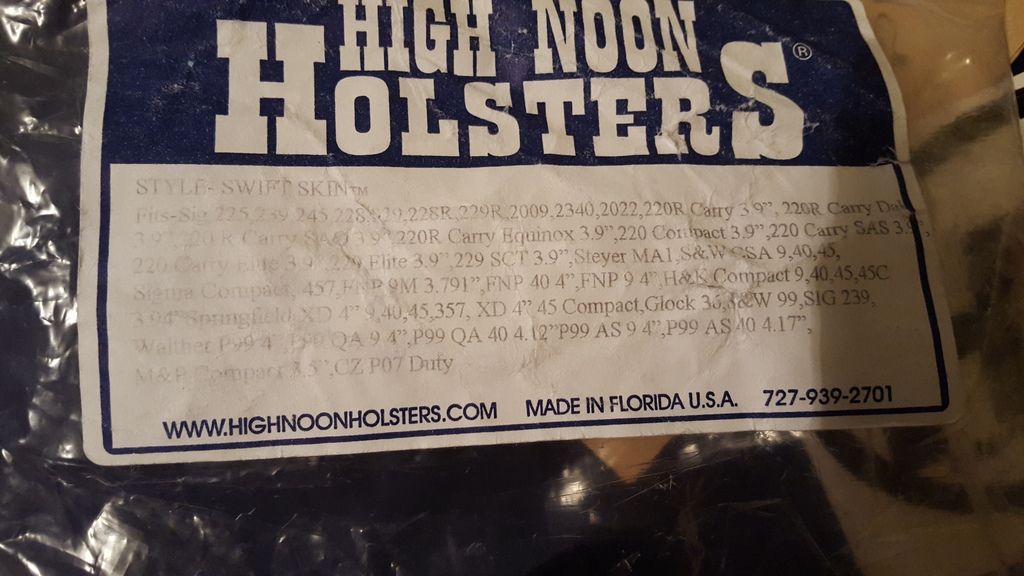 HIGH NOON
HOLSTERS®
STYLE- SWIFT SKIN™
Fits-Sig 225,239,245,228,229,228R,229R,2009,2340,2022,220R Carry 3.9", 220R Carry
3.9",220 R Carry SAO 3.9",220R Carry Equinox 3.9",220 Compact 3.9",220 Carry SAS 3.9",
220 Carry Elite 3.9",229 Elite 3.9",229 SCT 3.9",Steyer MA1,S&W CSA 9,40,45,
Sigma Compact, 457,FNP 9M 3.791",FNP 40 4",FNP 9 4",H&K Compact 9,40,45,45C
3.94" Springfield XD 4" 9,40,45,357, XD 4" 45 Compact,Glock S&W 99,SIG 239,
Walther P99 4",P99 QA 9 4",P99 QA 40 4.12"P99 AS 9 4",P99 AS 40 4.17",
M&P Compact 3.5",CZ P07 Duty
WWW.HIGHNOONHOLSTERS.COM MADE IN FLORIDA U.S.A. 727-939-2701